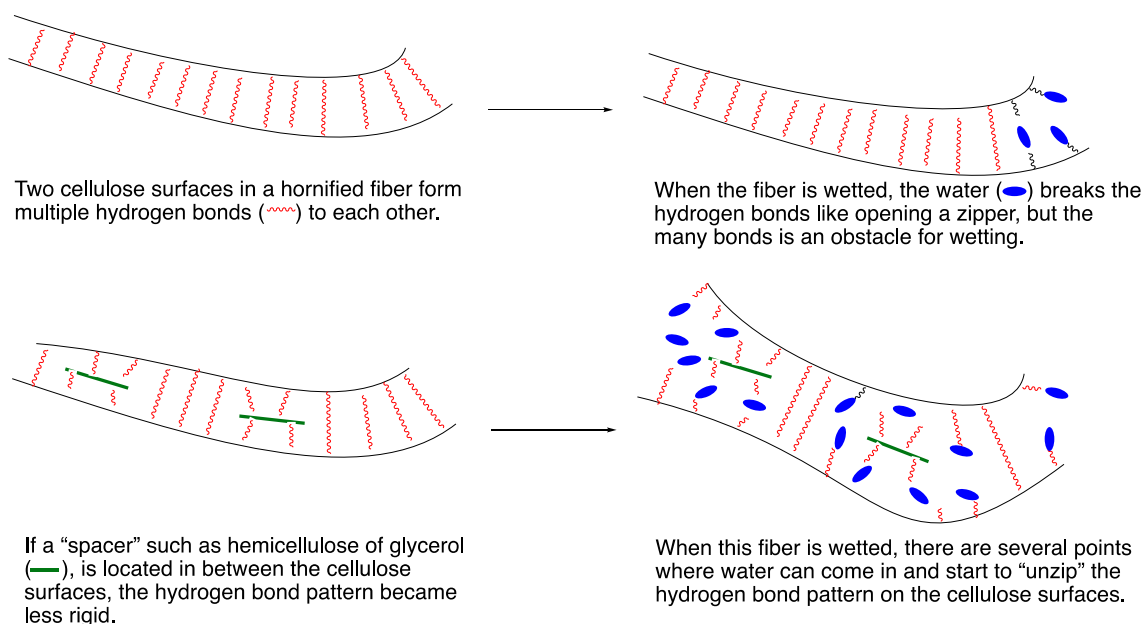 Two cellulose surfaces in a hornified fiber form
multiple hydrogen bonds ( ) to each other.
When the fiber is wetted, the water ( ) breaks the
hydrogen bonds like opening a zipper, but the
many bonds is an obstacle for wetting.
If a “spacer” such as hemicellulose of glycerol
( ), is located in between the cellulose
surfaces, the hydrogen bond pattern became
less rigid.
When this fiber is wetted, there are several points
where water can come in and start to “unzip” the
hydrogen bond pattern on the cellulose surfaces.